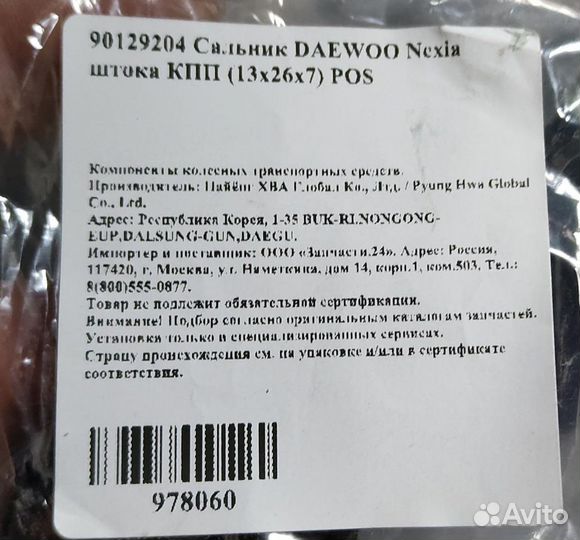 90129204 Сальник DAEWOO Nexia
штока КПП (13x26x7) POS
Компоненты колесных транспортных средств.
Производитель: Пайёнг ХВА Глобал Ко., Лтд. / Pyung Hwa Global
Co., Ltd.
Адрес: Республика Корея, 1-35 BUK-RI.NONGONG-
EUP,DALSUNG-GUN,DAEGU.
Импортер и поставщик: ООО «Запчасти.24». Адрес: Россия,
117420, г. Москва, ул. Наметкина, дом 14, корп.1, ком.503, Тел.:
8(800)555-0877.
Товар не подлежит обязательной сертификации.
Внимание! Подбор согласно оригинальным каталогам запчастей.
Установка только в специализированных сервисах.
Страну происхождения см. на упаковке и/или в сертификате
соответствия.
978060
Avito